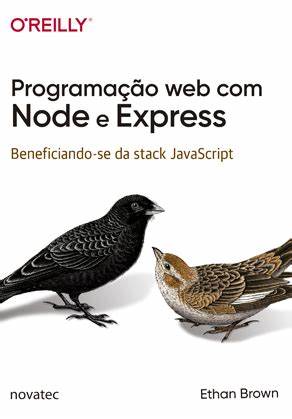 O'REILLY®
Programação web com
Node e Express
Beneficiando-se da stack JavaScript
novatec
Ethan Brown